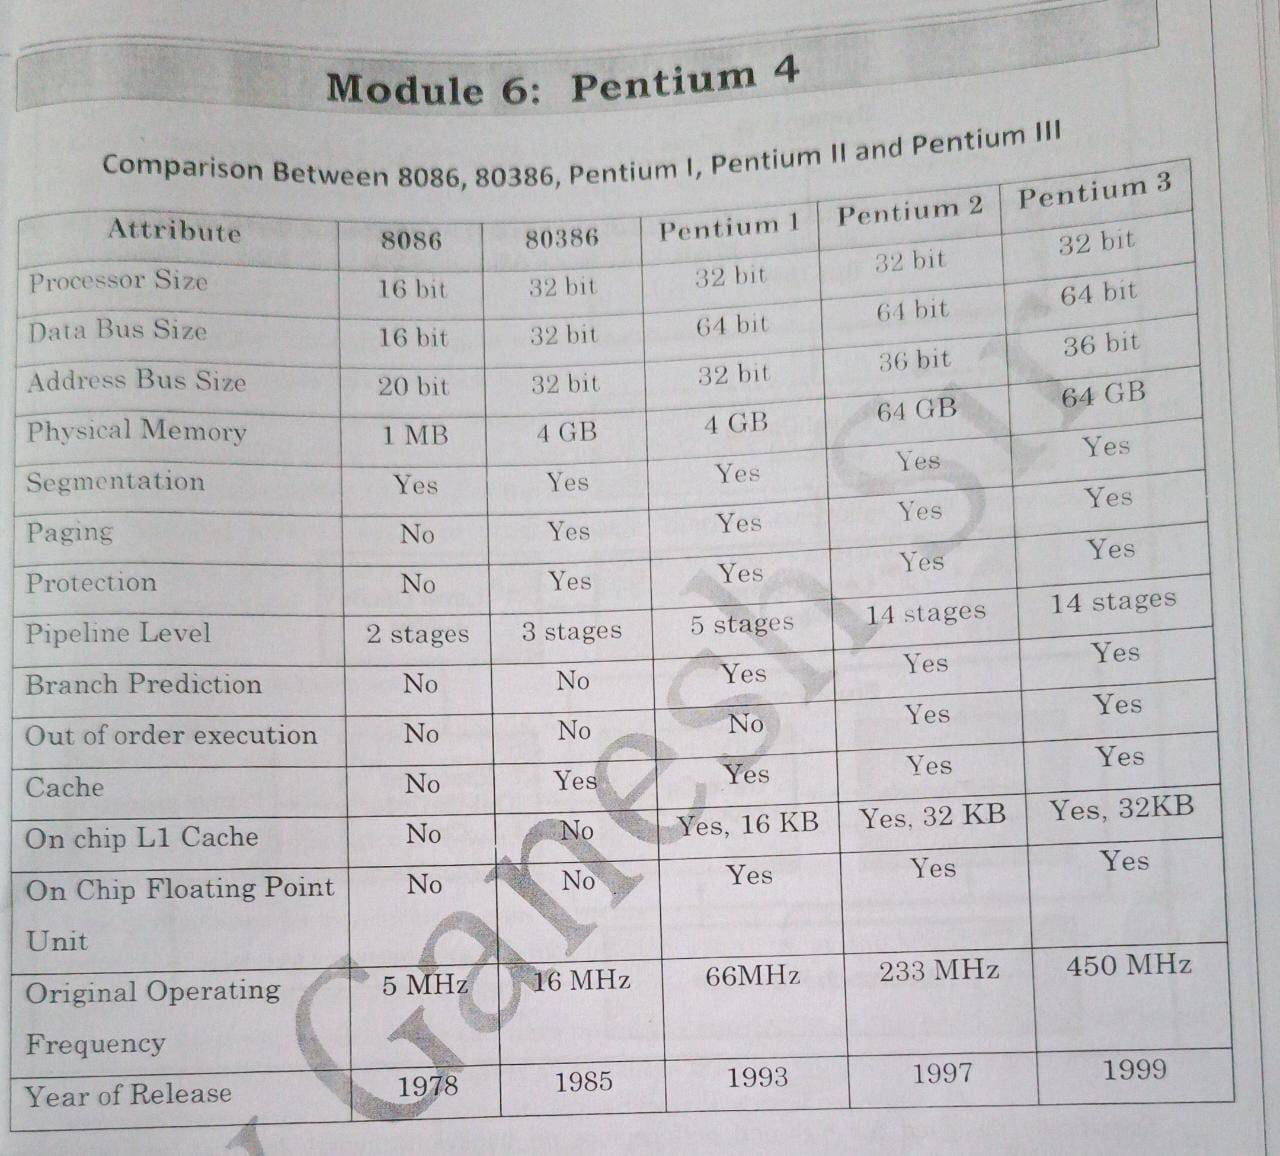 Module 6: Pentium 4
Comparison Between 8086, 80386, Pentium I, Pentium II and Pentium III
Attribute 8086 80386 Pentium 1 Pentium 2 Pentium 3
Processor Size 16 bit 32 bit 32 bit 32 bit 32 bit
Data Bus Size 16 bit 32 bit 64 bit 64 bit 64 bit
Address Bus Size 20 bit 32 bit 32 bit 36 bit 36 bit
Physical Memory 1 MB 4 GB 4 GB 64 GB 64 GB
Segmentation Yes Yes Yes Yes Yes
Paging No Yes Yes Yes Yes
Protection No Yes Yes Yes Yes
Pipeline Level 2 stages 3 stages 5 stages 14 stages 14 stages
Branch Prediction No No Yes Yes Yes
Out of order execution No No No Yes Yes
Cache No Yes Yes Yes Yes
On chip L1 Cache No No Yes, 16 KB Yes, 32 KB Yes, 32KB
On Chip Floating Point No No Yes Yes Yes
Unit
Original Operating 5 MHz 16 MHz 66MHz 233 MHz 450 MHz
Frequency
Year of Release 1978 1985 1993 1997 1999
Ganesh Sir